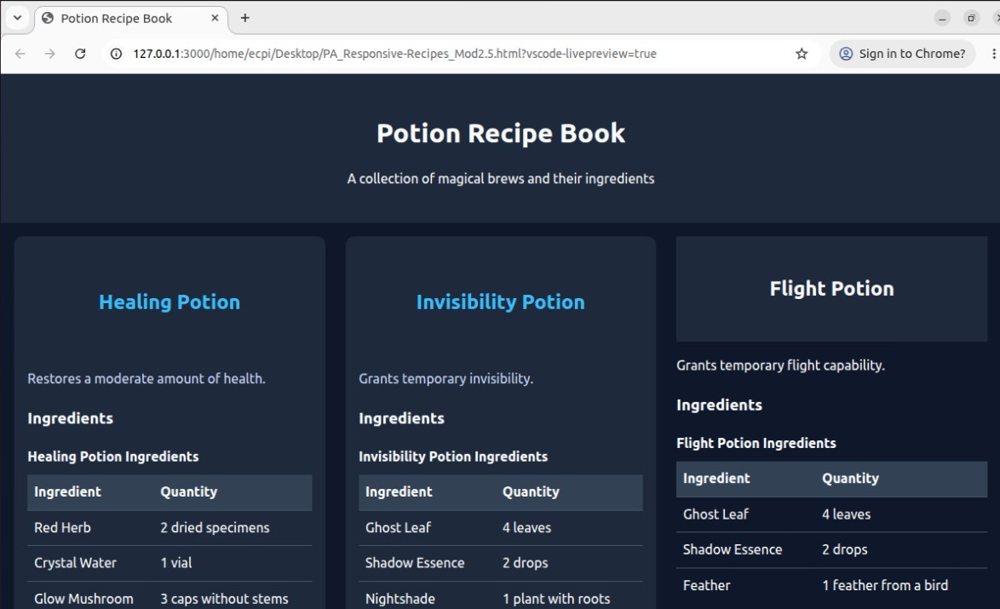 Potion Recipe Book
127.0.0.1:3000/home/ecpi/Desktop/PA_Responsive-Recipes_Mod2.5.html?vscode-livepreview=true
Sign in to Chrome?
Potion Recipe Book
A collection of magical brews and their ingredients
Healing Potion
Restores a moderate amount of health.
Ingredients
Healing Potion Ingredients
Ingredient Quantity
Red Herb 2 dried specimens
Crystal Water 1 vial
Glow Mushroom 3 caps without stems
Invisibility Potion
Grants temporary invisibility.
Ingredients
Invisibility Potion Ingredients
Ingredient Quantity
Ghost Leaf 4 leaves
Shadow Essence 2 drops
Nightshade 1 plant with roots
Flight Potion
Grants temporary flight capability.
Ingredients
Flight Potion Ingredients
Ingredient Quantity
Ghost Leaf 4 leaves
Shadow Essence 2 drops
Feather 1 feather from a bird